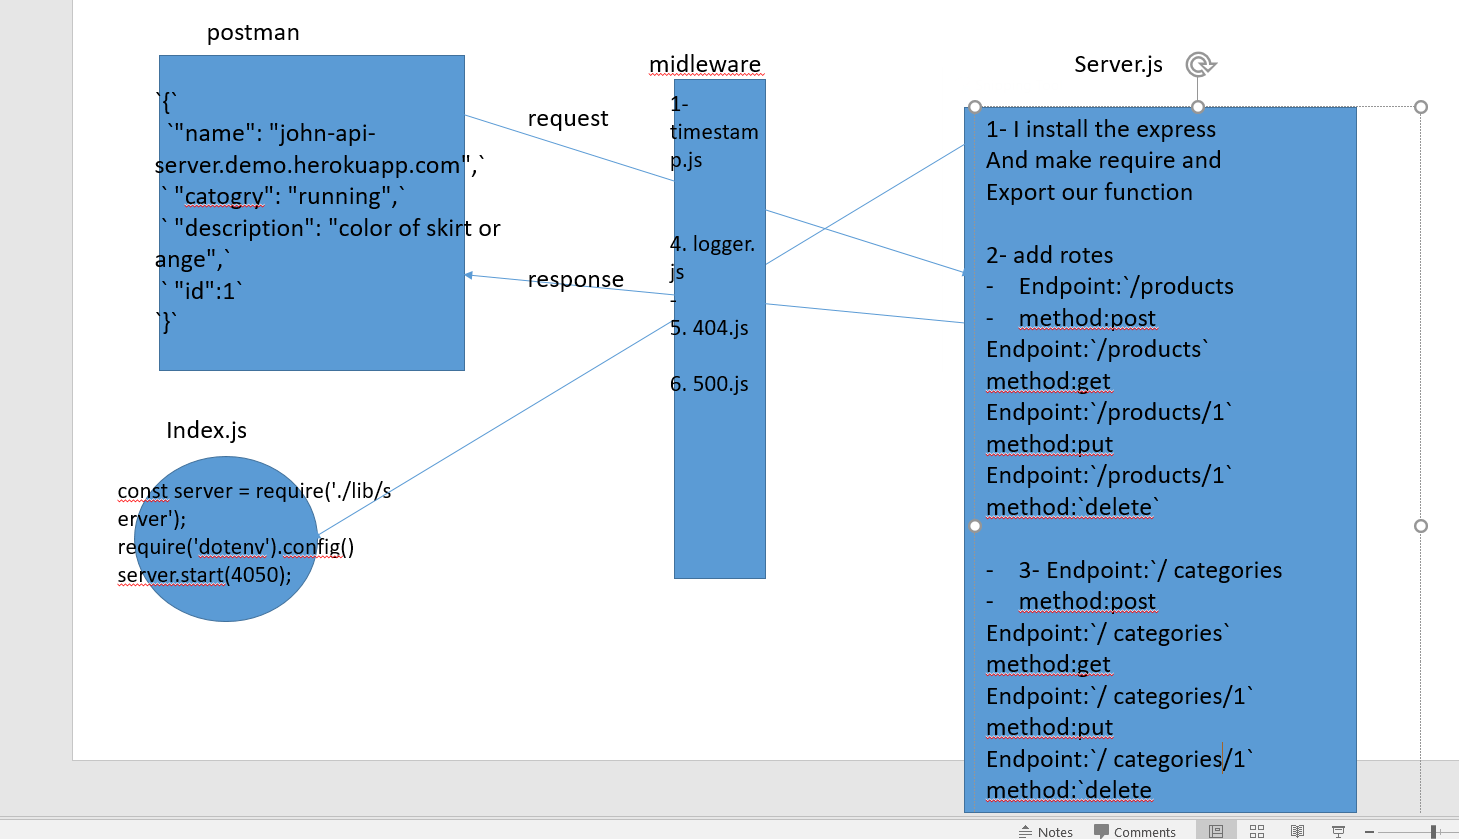 postman
`{`
`"name": "john-api-
server.demo.herokuapp.com",`
` "catogry": "running",`
` "description": "color of skirt or
ange",`
` "id":1`
`}`
request
response
midleware
1-
timestam
p.js
4. logger.
js
-
5. 404.js
6. 500.js
Server.js
1- I install the express
And make require and
Export our function
2- add rotes
- Endpoint:`/products
- method:post
Endpoint:`/products`
method:get
Endpoint:`/products/1`
method:put
Endpoint:`/products/1`
method:`delete`
- 3- Endpoint:`/ categories
- method:post
Endpoint:`/ categories`
method:get
Endpoint:`/ categories/1`
method:put
Endpoint:`/ categories/1`
method:`delete
Index.js
const server = require('./lib/s
erver');
require('dotenv').config()
server.start(4050);
Notes
Comments